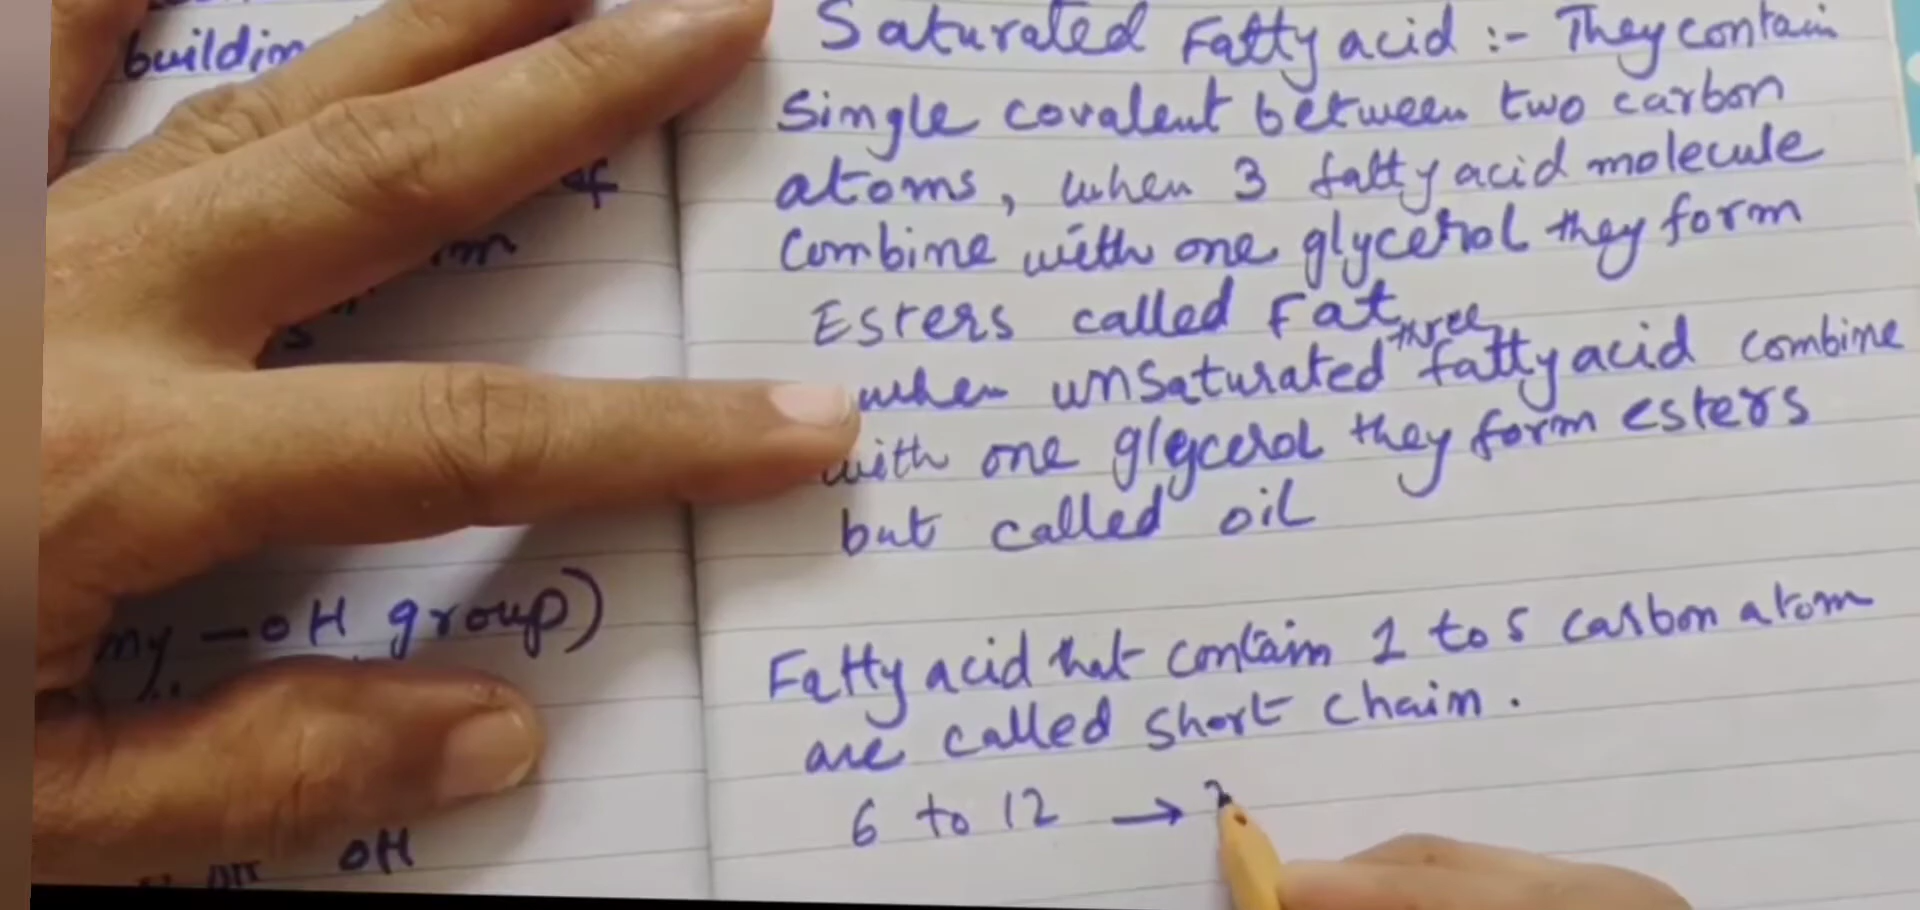 building
of
my -OH group)
OH
Saturated Fatty acid :- They contain
Single covalent between two carbon
atoms, when 3 fatty acid molecule
Combine with one glycerol they form
Esters called Fat
three
when unsaturated fatty acid combine
with one glycerol they form esters
but called oil
Fatty acid that contain 1 to 5 carbon atom
are called short chain.
6 to 12 →